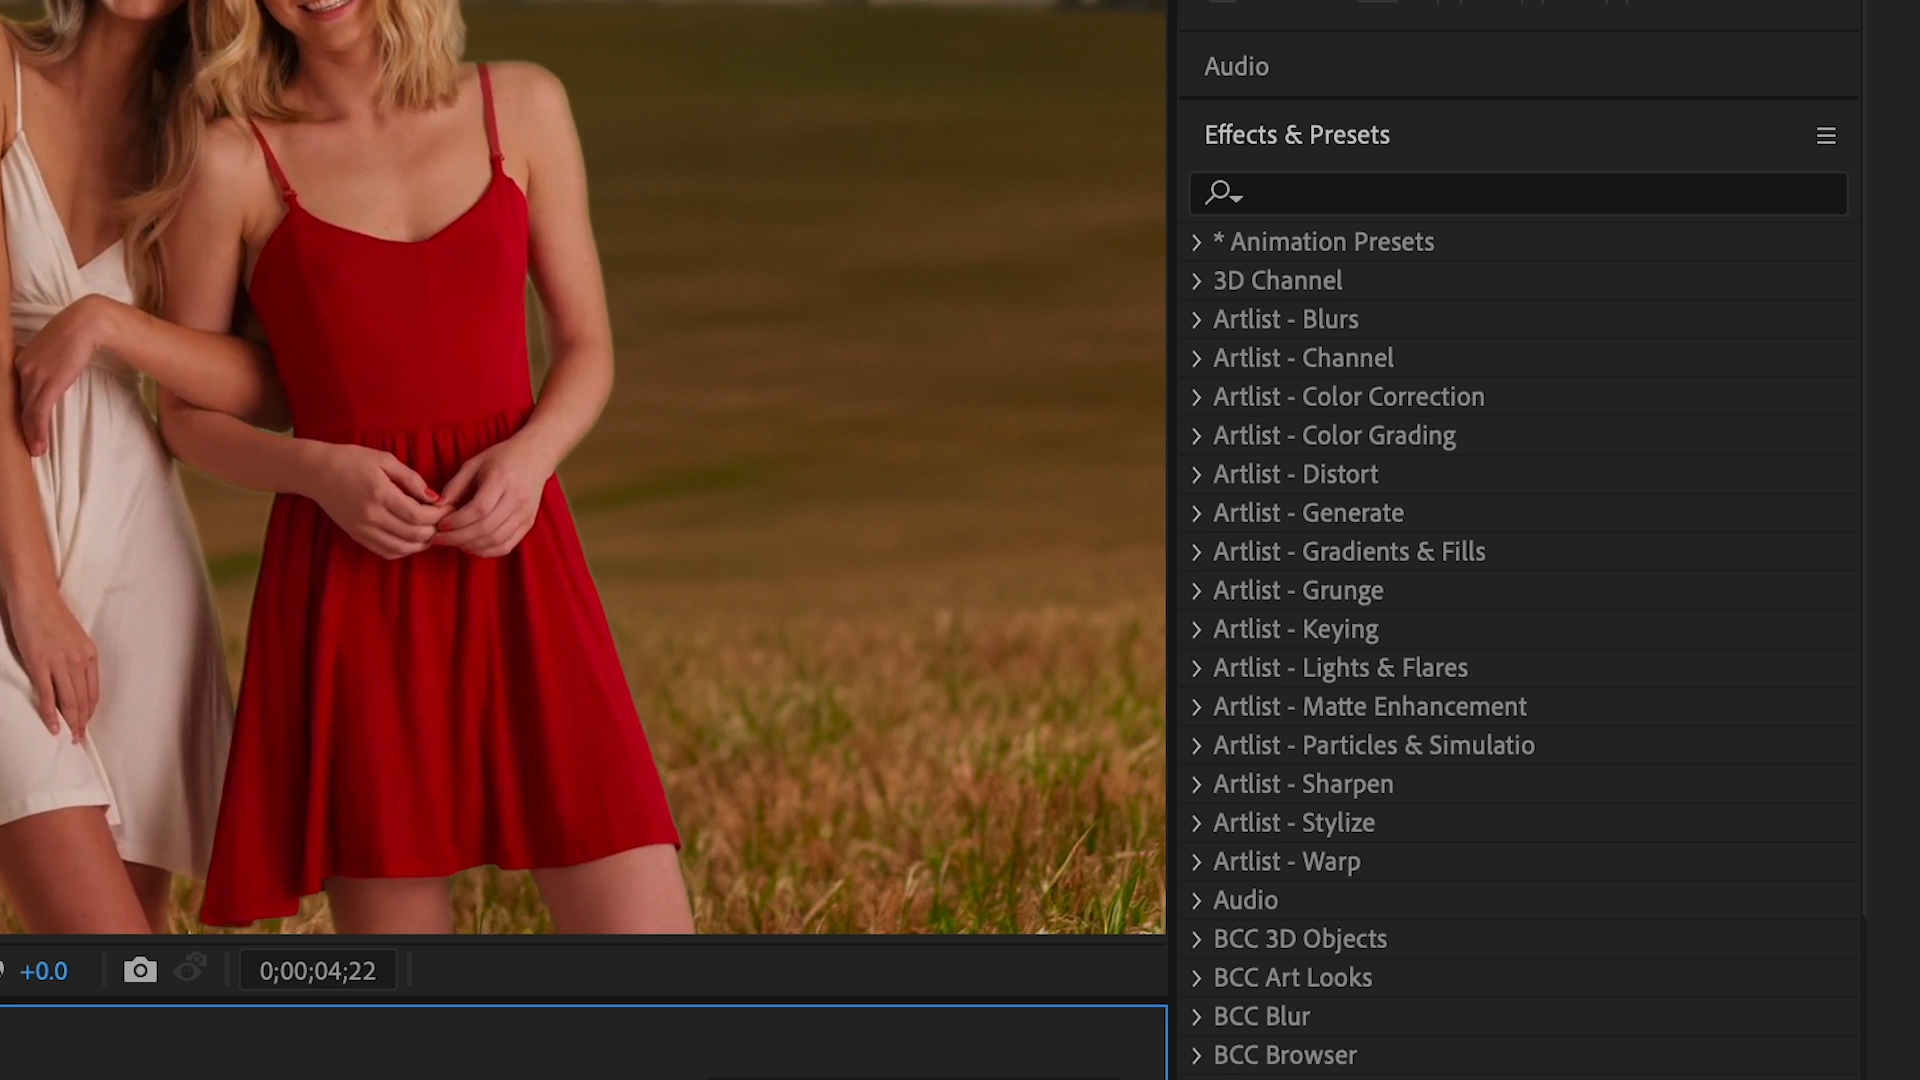 Audio
Effects & Presets
* Animation Presets
3D Channel
Artlist - Blurs
Artlist - Channel
Artlist - Color Correction
Artlist - Color Grading
Artlist - Distort
Artlist - Generate
Artlist - Gradients & Fills
Artlist - Grunge
Artlist - Keying
Artlist - Lights & Flares
Artlist - Matte Enhancement
Artlist - Particles & Simulatio
Artlist - Sharpen
Artlist - Stylize
Artlist - Warp
Audio
BCC 3D Objects
BCC Art Looks
BCC Blur
BCC Browser
+0.0
0;00;04;22